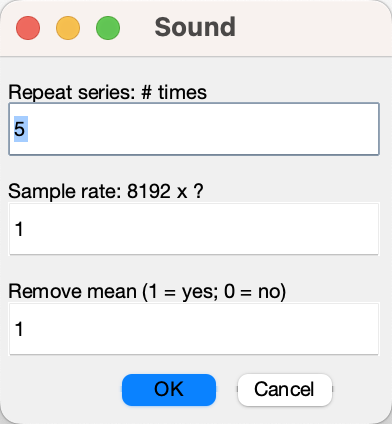 Sound
Repeat series: # times
5
Sample rate: 8192 x ?
1
Remove mean (1 = yes; 0 = no)
1
OK Cancel